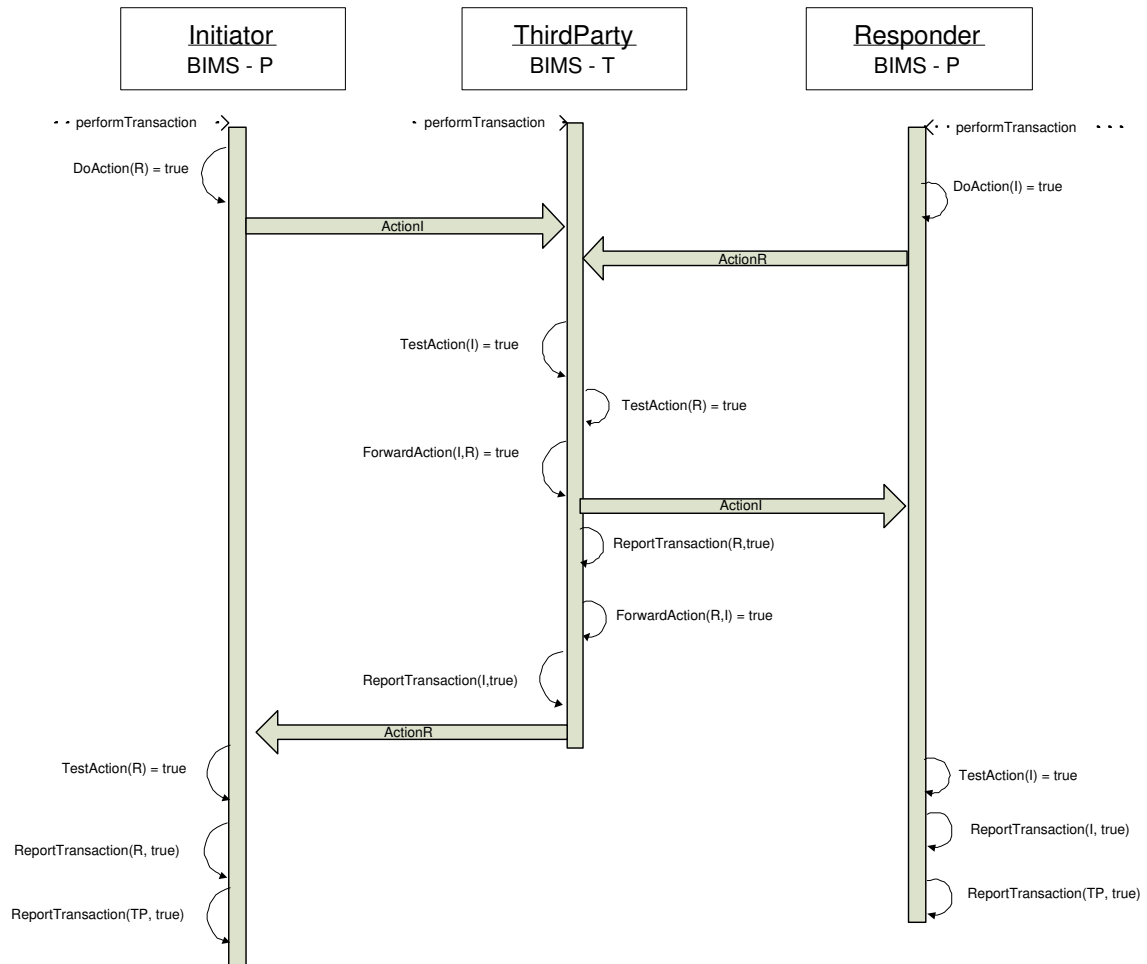 Initiator
BIMS - P
ThirdParty
BIMS - T
Responder
BIMS - P
performTransaction
performTransaction
performTransaction
DoAction(R) = true
DoAction(I) = true
ActionI
ActionR
TestAction(I) = true
TestAction(R) = true
ForwardAction(I,R) = true
ActionI
ReportTransaction(R,true)
ForwardAction(R,I) = true
ReportTransaction(I,true)
ActionR
TestAction(R) = true
TestAction(I) = true
ReportTransaction(I, true)
ReportTransaction(R, true)
ReportTransaction(TP, true)
ReportTransaction(TP, true)